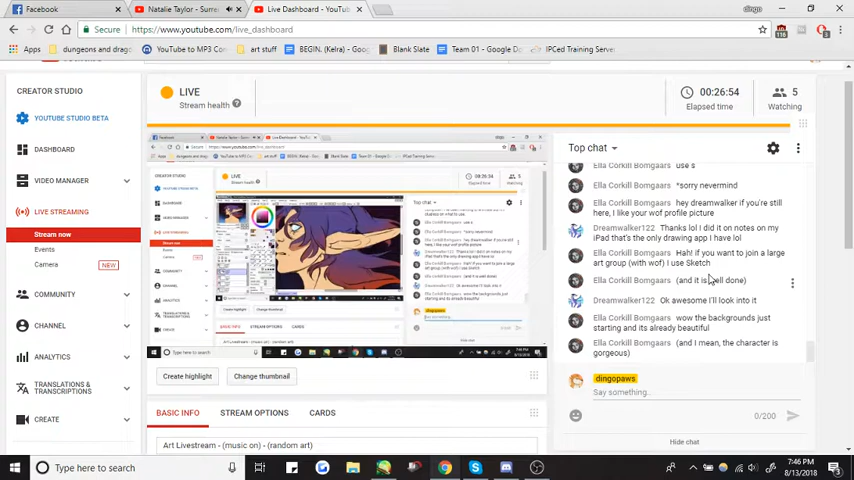 Facebook
Natalie Taylor - Surre
Live Dashboard - YouTu
dingo
Secure
https://www.youtube.com/live_dashboard
Apps
dungeons and drago
YouTube to MP3 Con
art stuff
BEGIN. (Kelra) - Goo
Blank Slate
Team 01 - Google D
IPCed Training Serve
CREATOR STUDIO
YOUTUBE STUDIO BETA
DASHBOARD
VIDEO MANAGER
LIVE STREAMING
Stream now
Events
Camera
NEW
COMMUNITY
CHANNEL
ANALYTICS
TRANSLATIONS &
TRANSCRIPTIONS
CREATE
LIVE
Stream health
00:26:54
Elapsed time
5
Watching
Create highlight
Change thumbnail
BASIC INFO
STREAM OPTIONS
CARDS
Art Livestream - (music on) - (random art)
Top chat
Ella Corkill Bomgaars use s
Ella Corkill Bomgaars *sorry nevermind
Ella Corkill Bomgaars hey dreamwalker if you're still
here, I like your wof profile picture
Dreamwalker122 Thanks lol I did it on notes on my
iPad that's the only drawing app I have lol
Ella Corkill Bomgaars Hah! if you want to join a large
art group (with wof) I use Sketch
Ella Corkill Bomgaars (and it is well done)
Dreamwalker122 Ok awesome I'll look into it
Ella Corkill Bomgaars wow the backgrounds just
starting and its already beautiful
Ella Corkill Bomgaars (and I mean, the character is
gorgeous)
dingopaws
Say something...
0/200
Hide chat
Type here to search
7:46 PM
8/13/2018